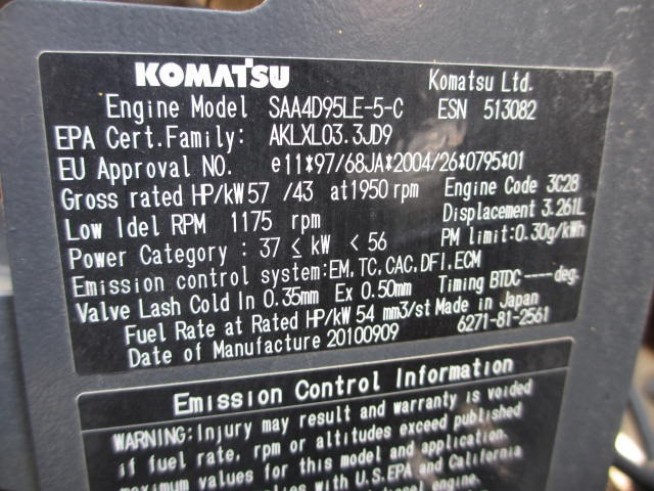 KOMATSU Komatsu Ltd.
Engine Model SAA4D95LE-5-C ESN 513082
EPA Cert.Family: AKLXL03.3JD9
EU Approval NO. e11*97/68JA*2004/26*0795*01
Gross rated HP/kW 57 /43 at 1950 rpm Engine Code 3C28
Low Idel RPM 1175 rpm Displacement 3.261L
Power Category : 37 ≤ kW < 56 PM limit:0.30g/kWh
Emission control system:EM,TC,CAC,DFI,ECM
Valve Lash Cold In 0.35mm Ex 0.50mm Timing BTDC ---- deg.
Fuel Rate at Rated HP/kW 54 mm3/st Made in Japan
Date of Manufacture 20100909 6271-81-2561
Emission Control Information
WARNING:Injury may result and warranty is voided
if fuel rate, rpm or altitudes exceed published
maximum values for this model and application.
with U.S.EPA and California
engine.